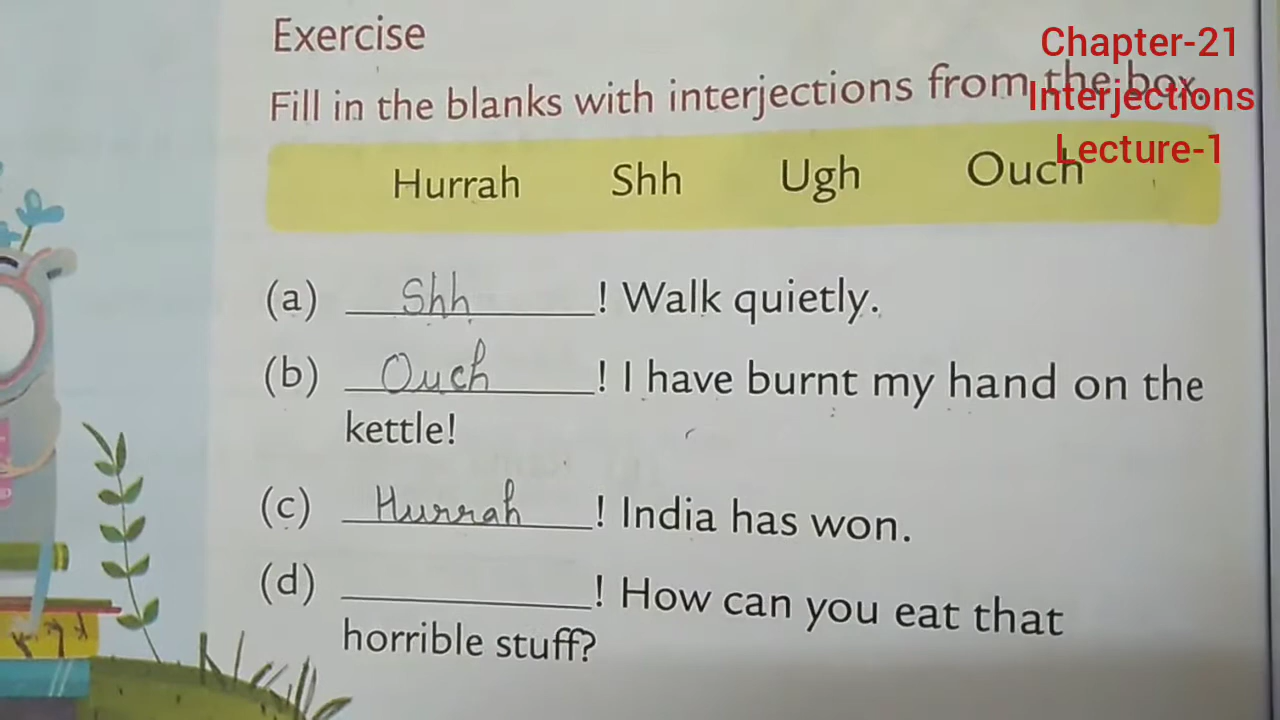 Exercise
Chapter-21
Fill in the blanks with interjections from the box.
Interjections
Lecture-1
Hurrah Shh Ugh Ouch
(a) Shh ! Walk quietly.
(b) Ouch ! I have burnt my hand on the
kettle!
(c) Hurrah ! India has won.
(d) ! How can you eat that
horrible stuff?